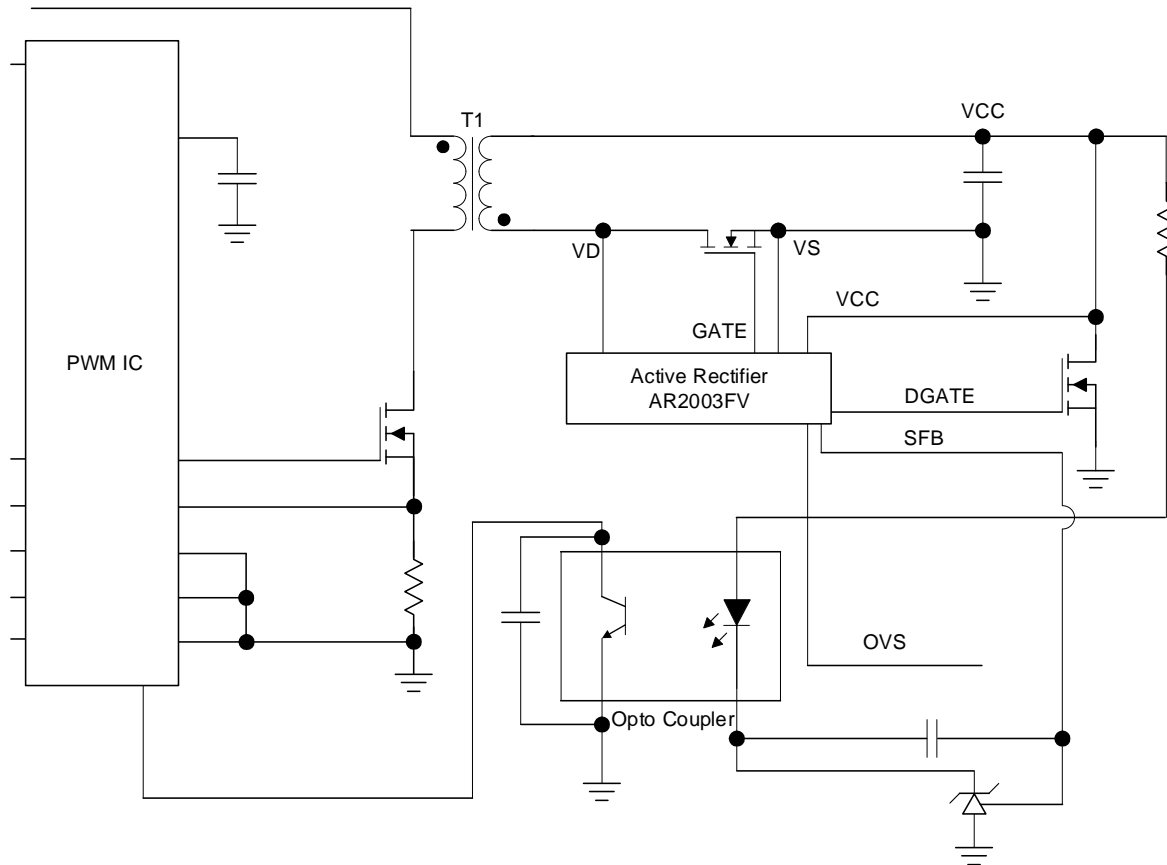 T1
VCC
VD
VS
VCC
GATE
PWM IC
Active Rectifier
AR2003FV
DGATE
SFB
OVS
Opto Coupler